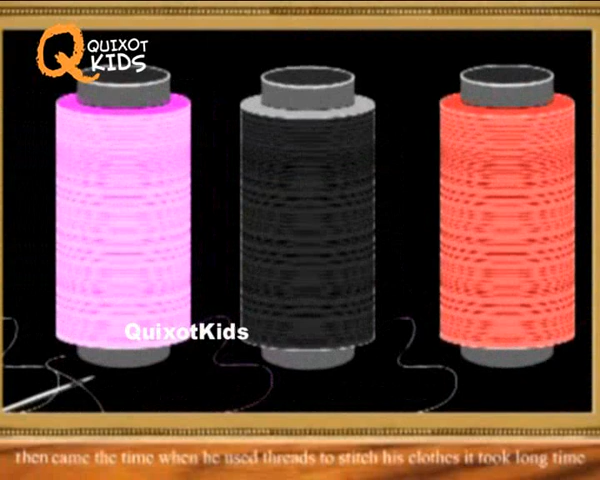 QUIXOT
KIDS
QuixotKids
Then came the time when he used threads to stitch his clothes it took long time